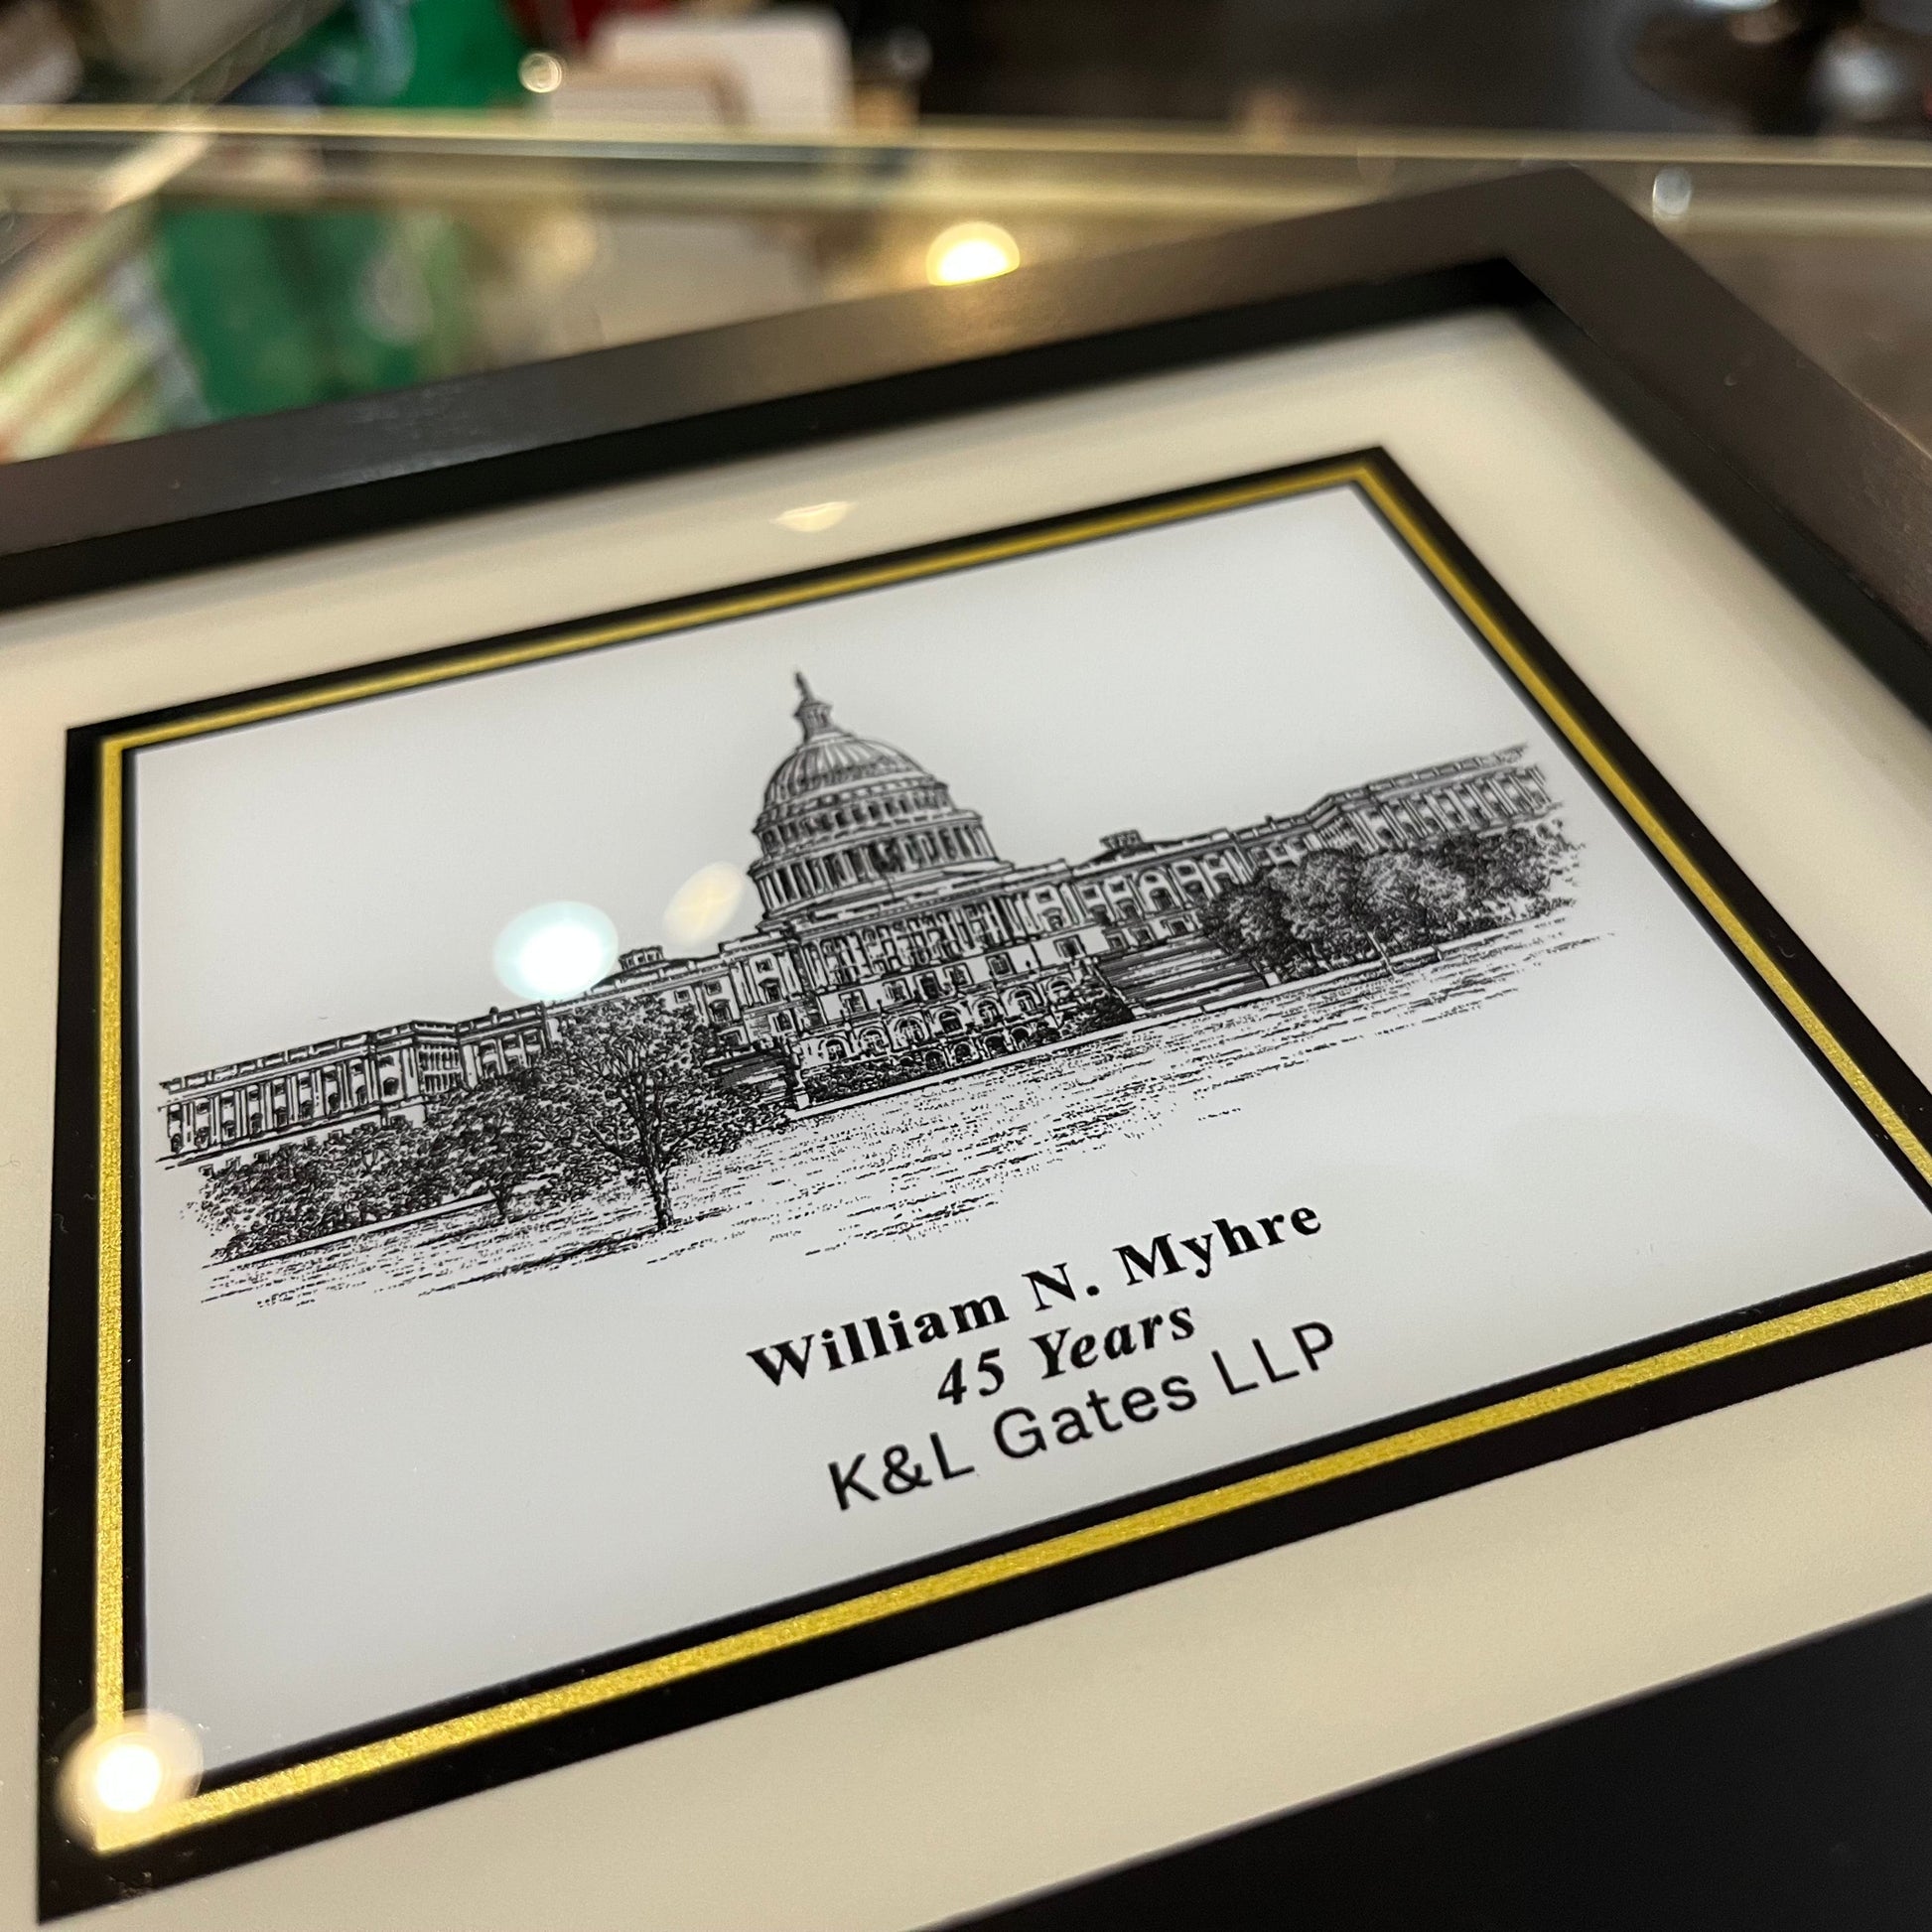 William N. Myhre
45 Years
K&L Gates LLP